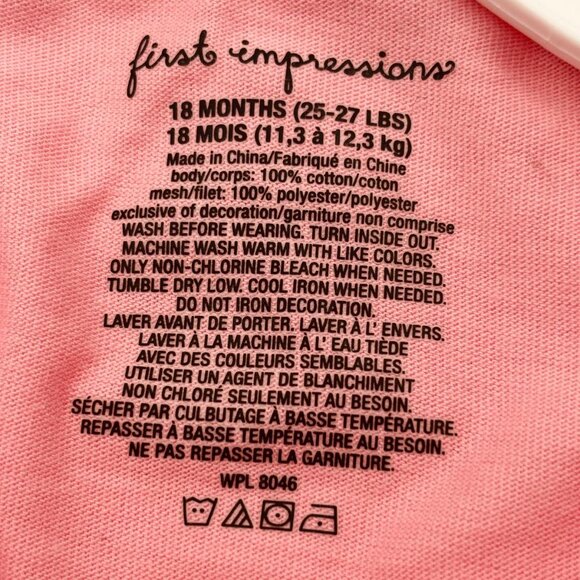 first impressions
18 MONTHS (25-27 LBS)
18 MOIS (11,3 à 12,3 kg)
Made in China/Fabriqué en Chine
body/corps: 100% cotton/coton
mesh/filet: 100% polyester/polyester
exclusive of decoration/garniture non comprise
WASH BEFORE WEARING. TURN INSIDE OUT.
MACHINE WASH WARM WITH LIKE COLORS.
ONLY NON-CHLORINE BLEACH WHEN NEEDED.
TUMBLE DRY LOW. COOL IRON WHEN NEEDED.
DO NOT IRON DECORATION.
LAVER AVANT DE PORTER. LAVER À L' ENVERS.
LAVER À LA MACHINE À L' EAU TIÈDE
AVEC DES COULEURS SEMBLABLES.
UTILISER UN AGENT DE BLANCHIMENT
NON CHLORÉ SEULEMENT AU BESOIN.
SÉCHER PAR CULBUTAGE À BASSE TEMPÉRATURE.
REPASSER À BASSE TEMPÉRATURE AU BESOIN.
NE PAS REPASSER LA GARNITURE.
WPL 8046